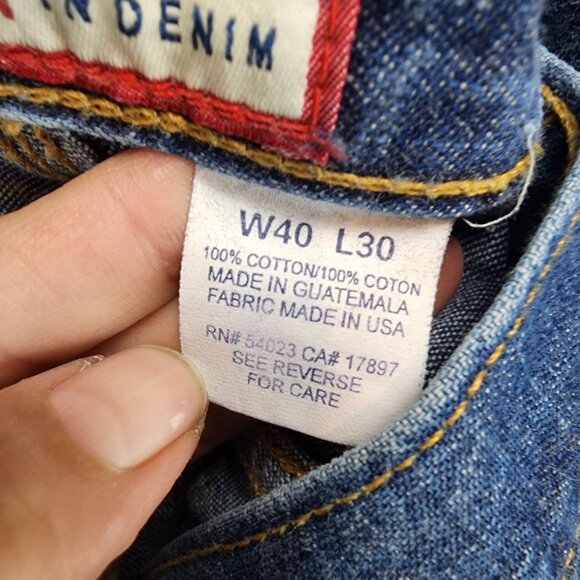 IN DENIM
W40 L30
100% COTTON/100% COTON
MADE IN GUATEMALA
FABRIC MADE IN USA
RN# 54023 CA# 17897
SEE REVERSE
FOR CARE